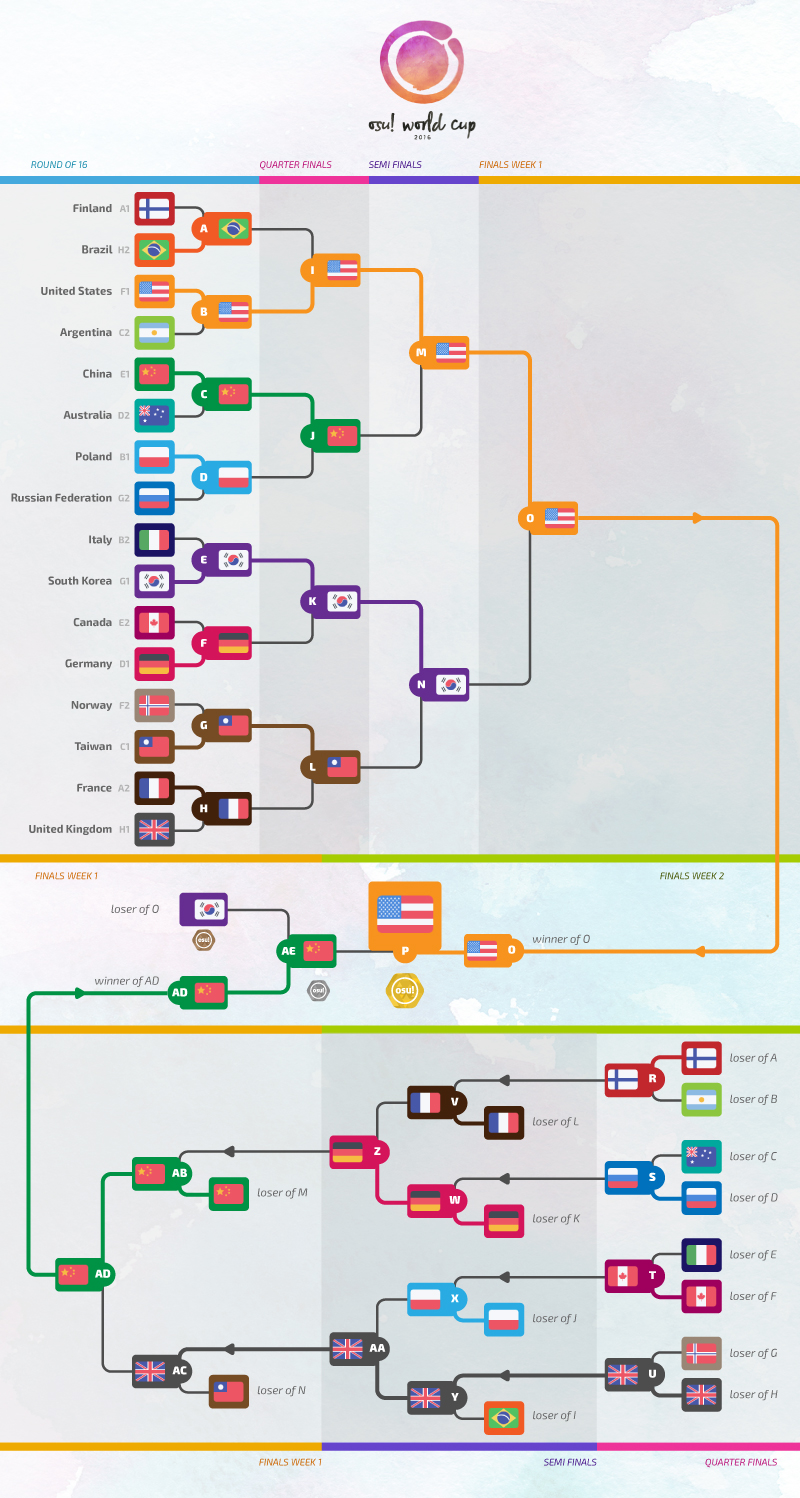 osu! world cup
2016
ROUND OF 16 QUARTER FINALS SEMI FINALS FINALS WEEK 1
Finland A1
A
Brazil H2
I
United States F1
B
Argentina C2
M
China E1
C
Australia D2
J
Poland B1
D
Russian Federation G2
O
Italy B2
E
South Korea G1
K
Canada E2
F
Germany D1
N
Norway F2
G
Taiwan C1
L
France A2
H
United Kingdom H1
FINALS WEEK 1 FINALS WEEK 2
loser of O
osu!
AE
P
O winner of O
winner of AD
AD
osu!
osu!
R loser of A
loser of B
V
loser of L
Z
S loser of C
loser of D
AB
loser of M
W
loser of K
AD
T loser of E
loser of F
X
loser of J
AA
AC
loser of N
U loser of G
loser of H
Y
loser of I
FINALS WEEK 1 SEMI FINALS QUARTER FINALS